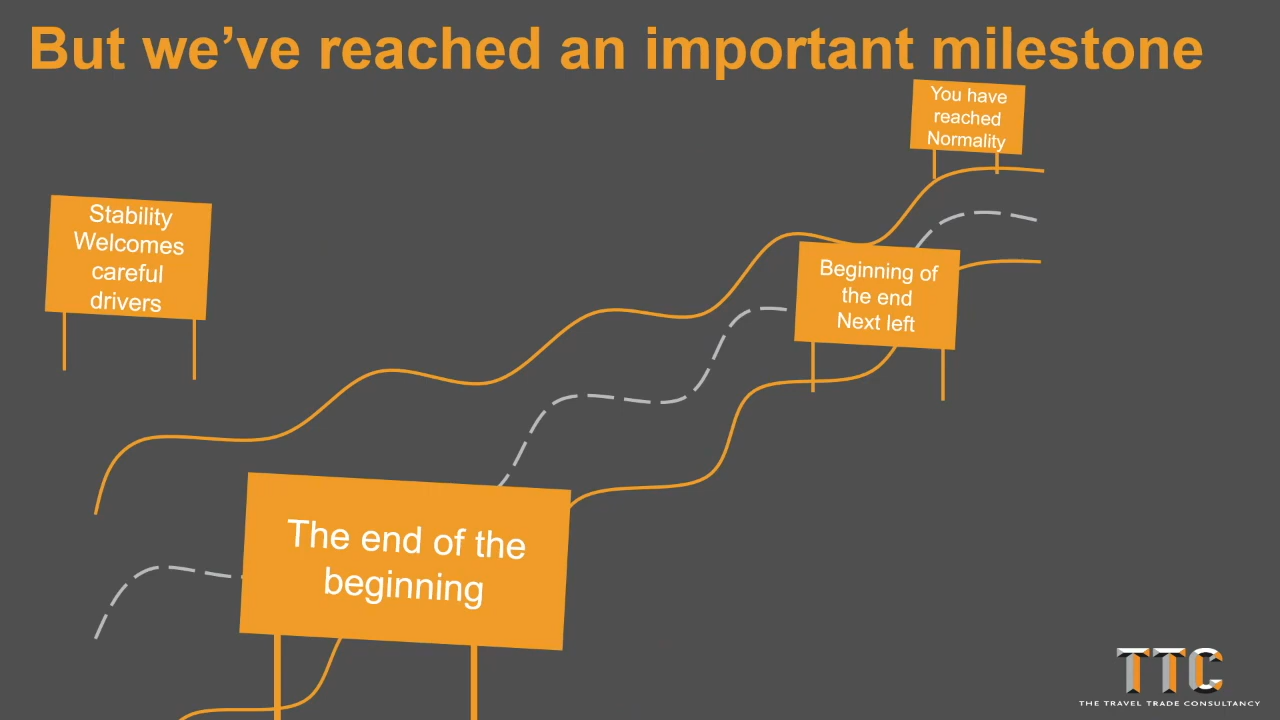 But we’ve reached an important milestone
You have
reached
Normality
Stability
Welcomes
careful
drivers
Beginning of
the end
Next left
The end of the
beginning
TTC
THE TRAVEL TRADE CONSULTANCY